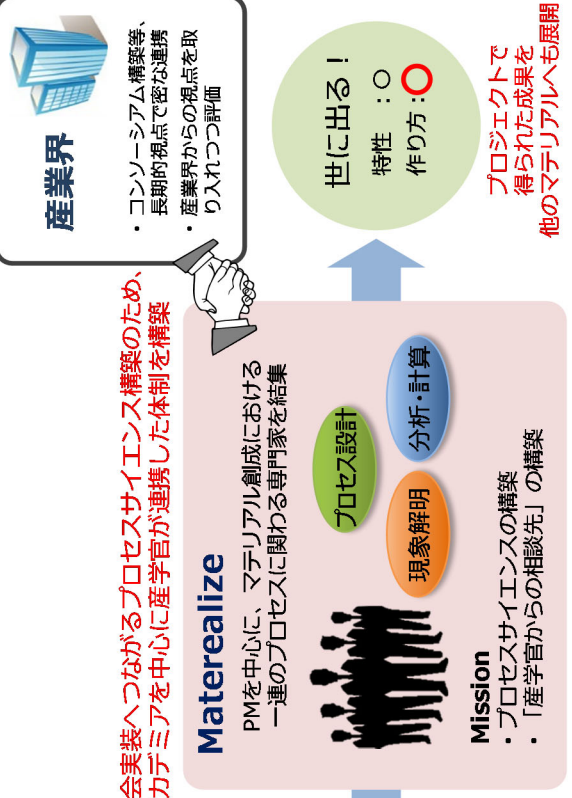 会実装へつながるプロセスサイエンス構築のため、
カデミアを中心に産学官が連携した体制を構築
産業界
・ コンソーシアム構築等、
長期的視点で密な連携
・ 産業界からの視点を取
り入れつつ評価
Materealize
PMを中心に、マテリアル創成における
一連のプロセスに関わる専門家を結集
プロセス設計
現象解明
分析・計算
Mission
・ プロセスサイエンスの構築
・ 「産学官からの相談先」の構築
世に出る！
特性 ：○
作り方：○
プロジェクトで
得られた成果を
他のマテリアルへも展開